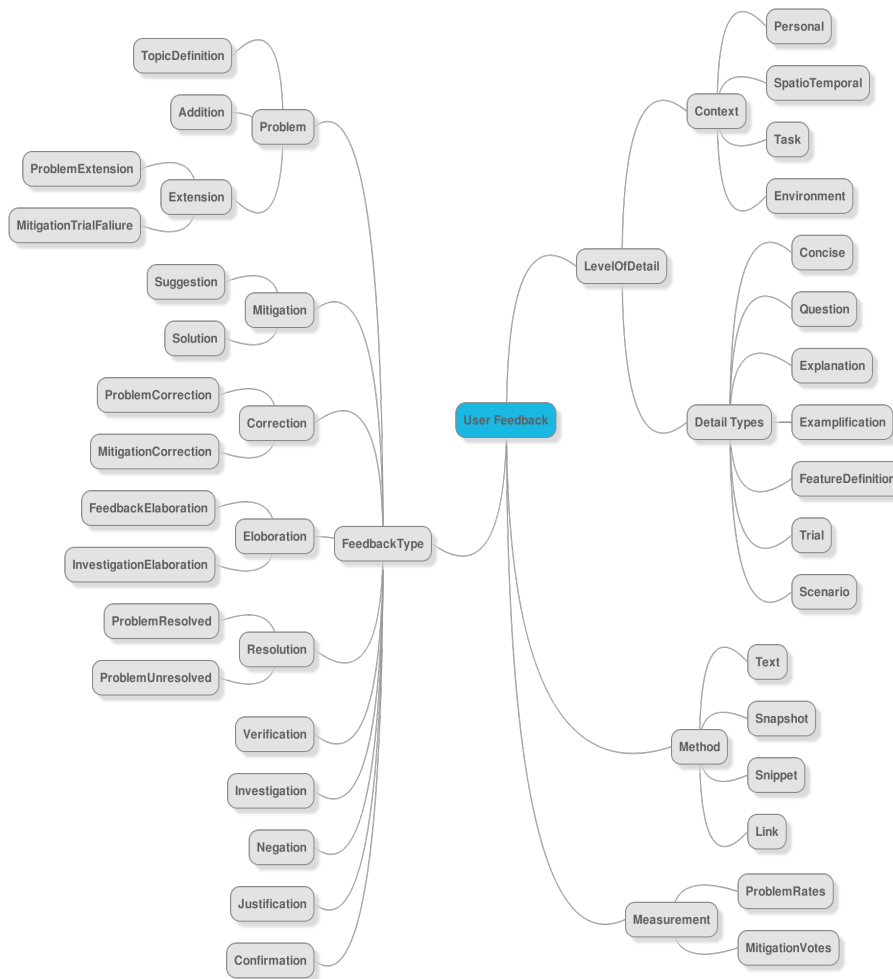 User Feedback
FeedbackType
Problem
TopicDefinition
Addition
Extension
ProblemExtension
MitigationTrialFaliure
Mitigation
Suggestion
Solution
Correction
ProblemCorrection
MitigationCorrection
Eloboration
FeedbackElaboration
InvestigationElaboration
Resolution
ProblemResolved
ProblemUnresolved
Verification
Investigation
Negation
Justification
Confirmation
LevelOfDetail
Context
Personal
SpatioTemporal
Task
Environment
Detail Types
Concise
Question
Explanation
Examplification
FeatureDefinition
Trial
Scenario
Method
Text
Snapshot
Snippet
Link
Measurement
ProblemRates
MitigationVotes